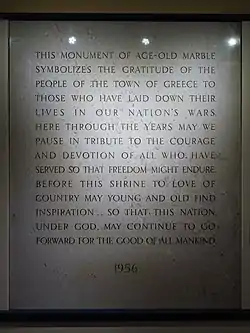 THIS MONUMENT OF AGE-OLD MARBLE
SYMBOLIZES THE GRATITUDE OF THE
PEOPLE OF THE TOWN OF GREECE TO
THOSE WHO HAVE LAID DOWN THEIR
LIVES IN OUR NATION'S WARS
HERE THROUGH THE YEARS MAY WE
PAUSE IN TRIBUTE TO THE COURAGE
AND DEVOTION OF ALL WHO HAVE
SERVED SO THAT FREEDOM MIGHT ENDURE
BEFORE THIS SHRINE TO LOVE OF
COUNTRY MAY YOUNG AND OLD FIND
INSPIRATION .. SO THAT THIS NATION,
UNDER GOD, MAY CONTINUE TO GO
FORWARD FOR THE GOOD OF ALL MANKIND
1956